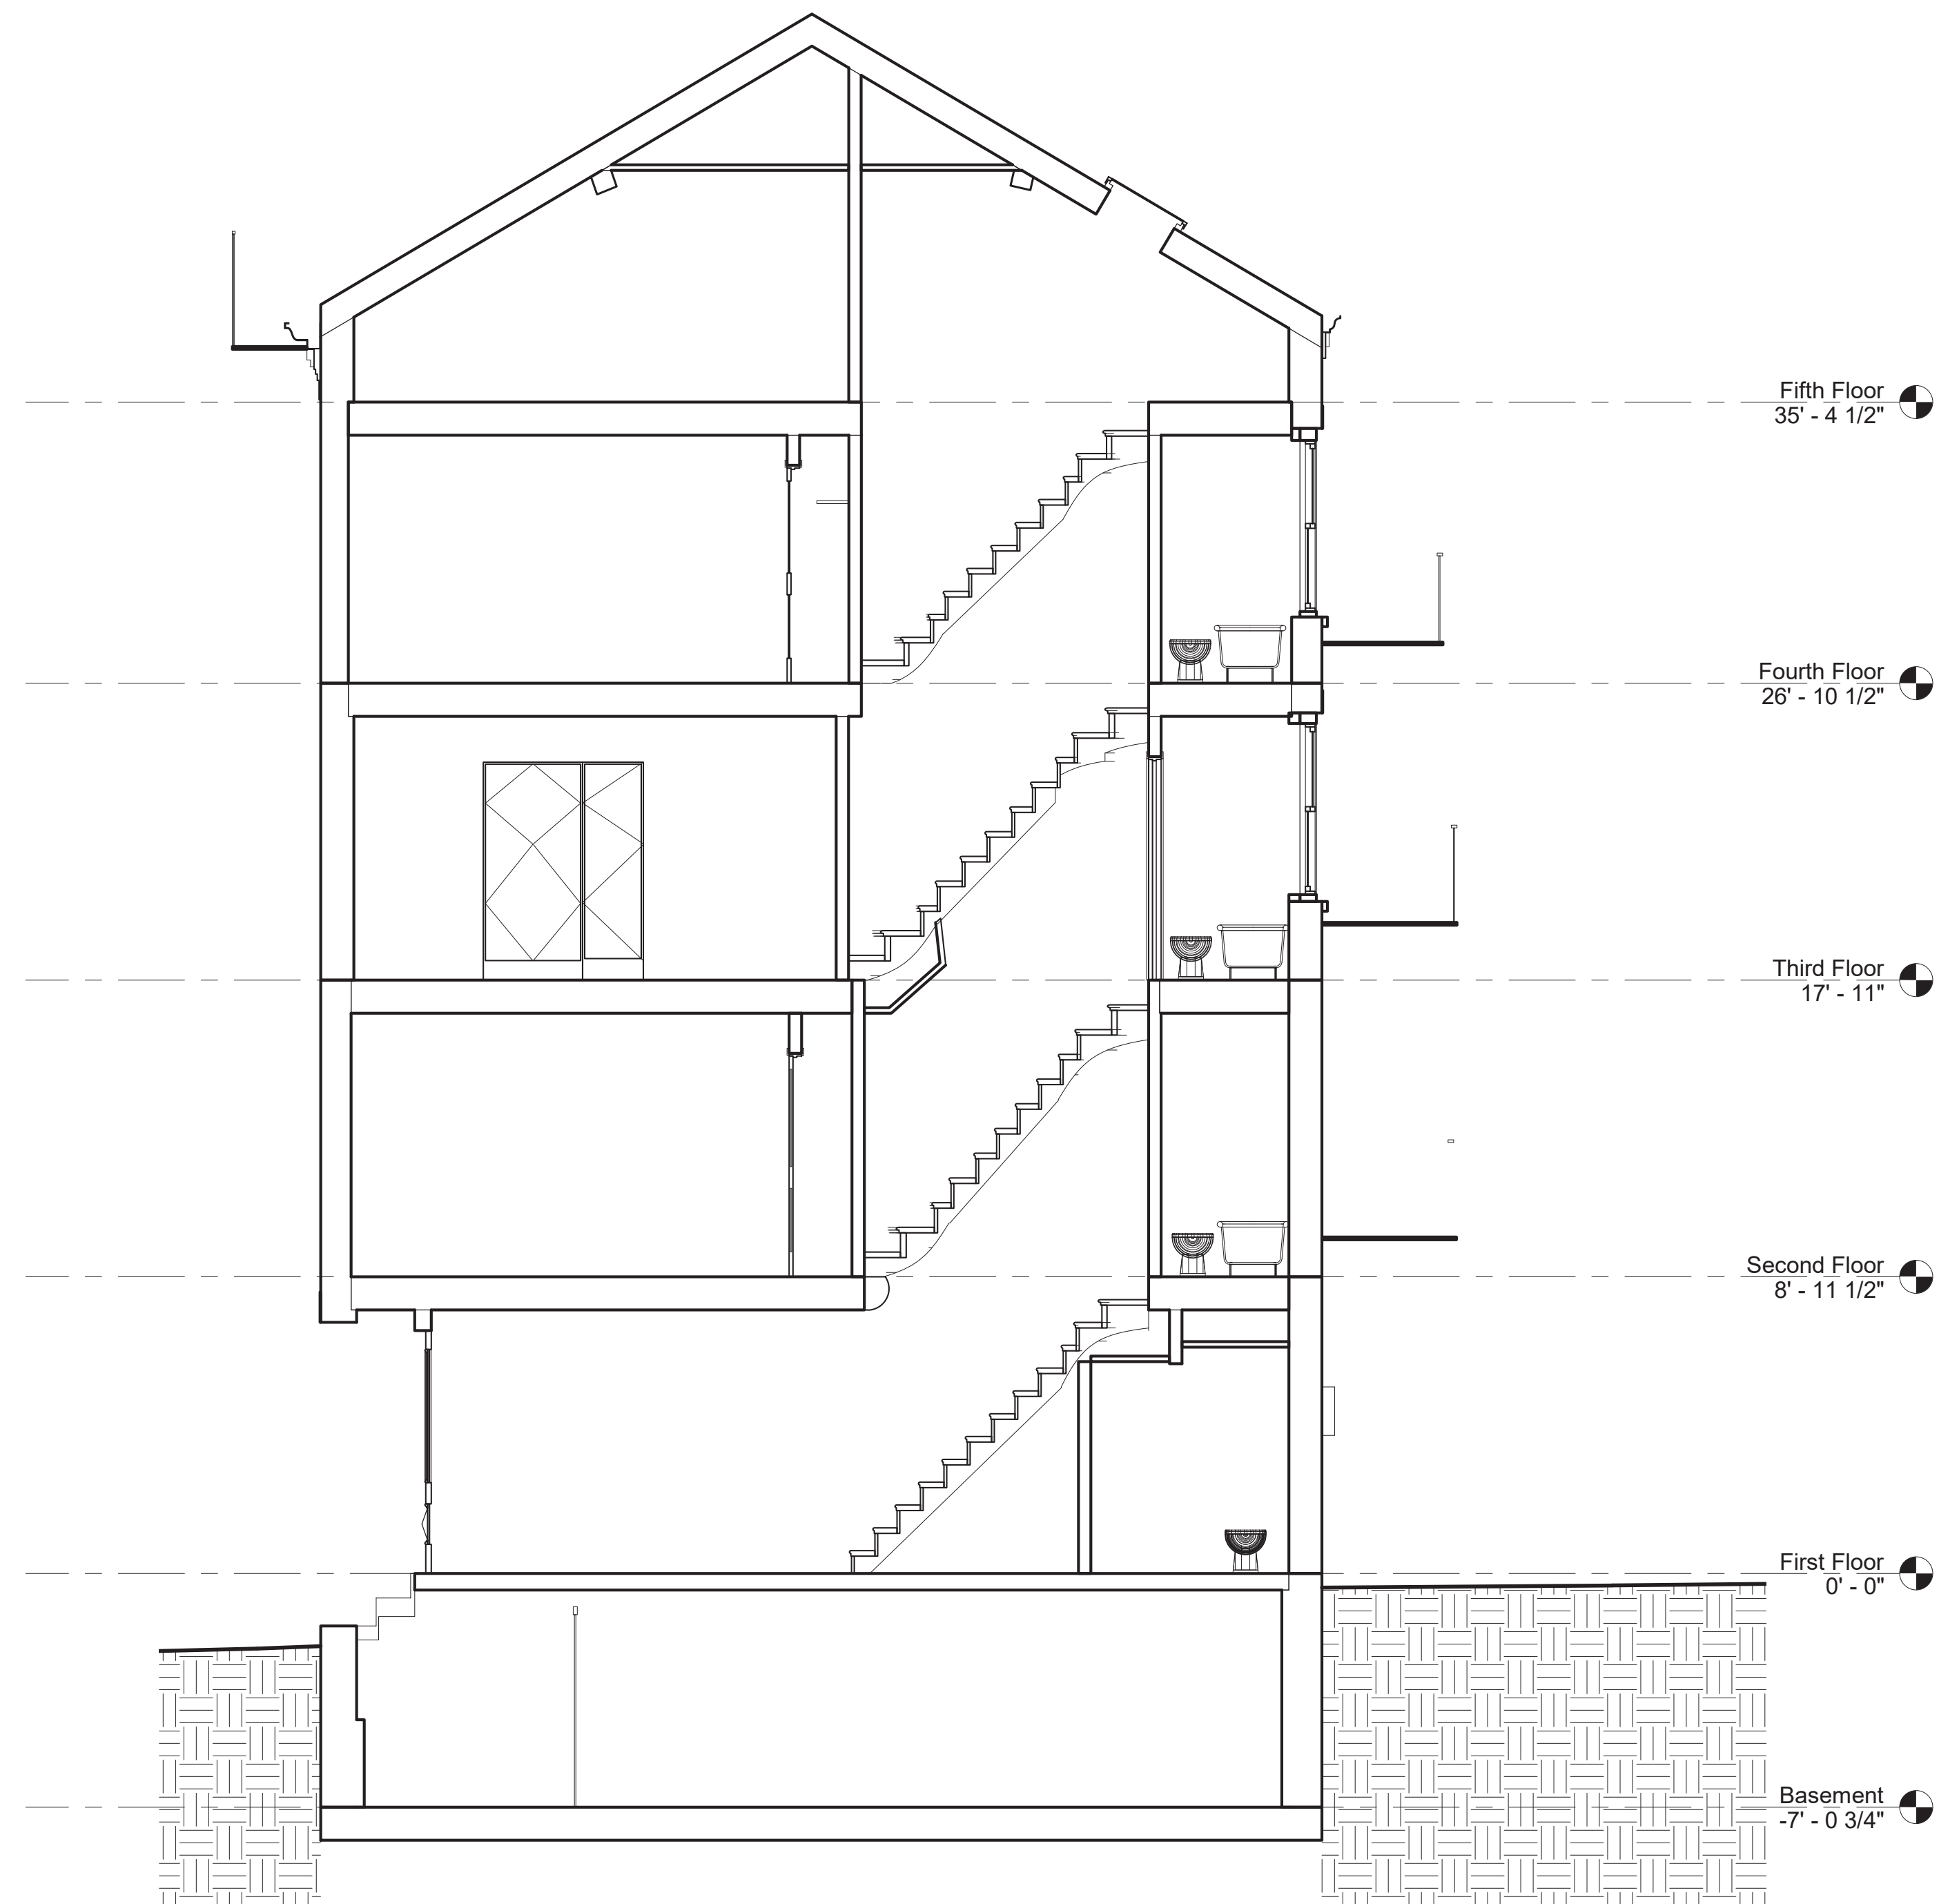 Fifth Floor
35' - 4 1/2"
Fourth Floor
26' - 10 1/2"
Third Floor
17' - 11"
Second Floor
8' - 11 1/2"
First Floor
0' - 0"
Basement
-7' - 0 3/4"